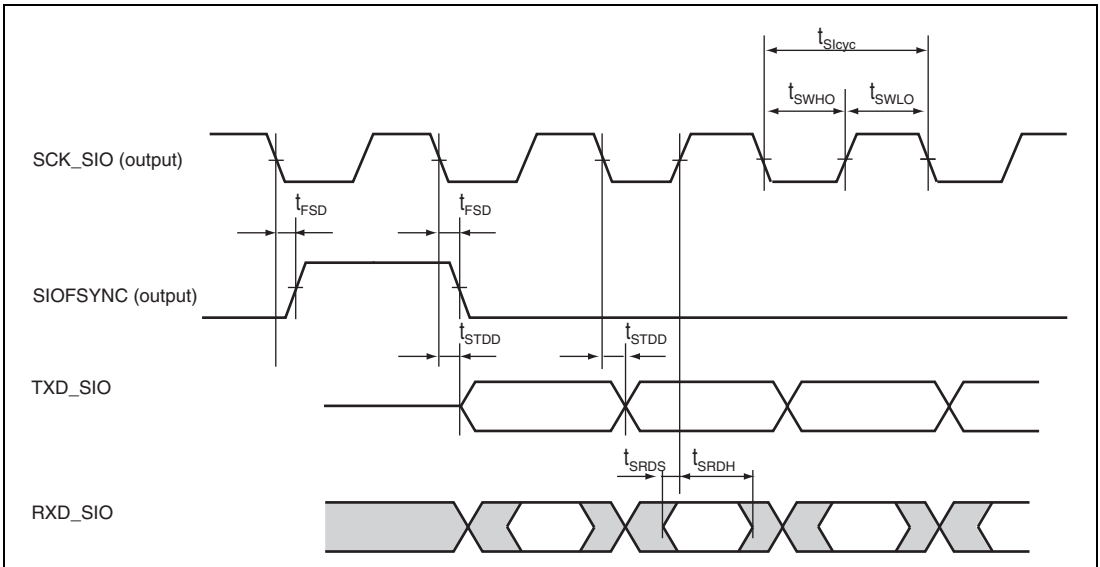 tSIcyc
tSWHO tSWLO
SCK_SIO (output)
tFSD tFSD
SIOFSYNC (output)
tSTDD tSTDD
TXD_SIO
tSRDS tSRDH
RXD_SIO